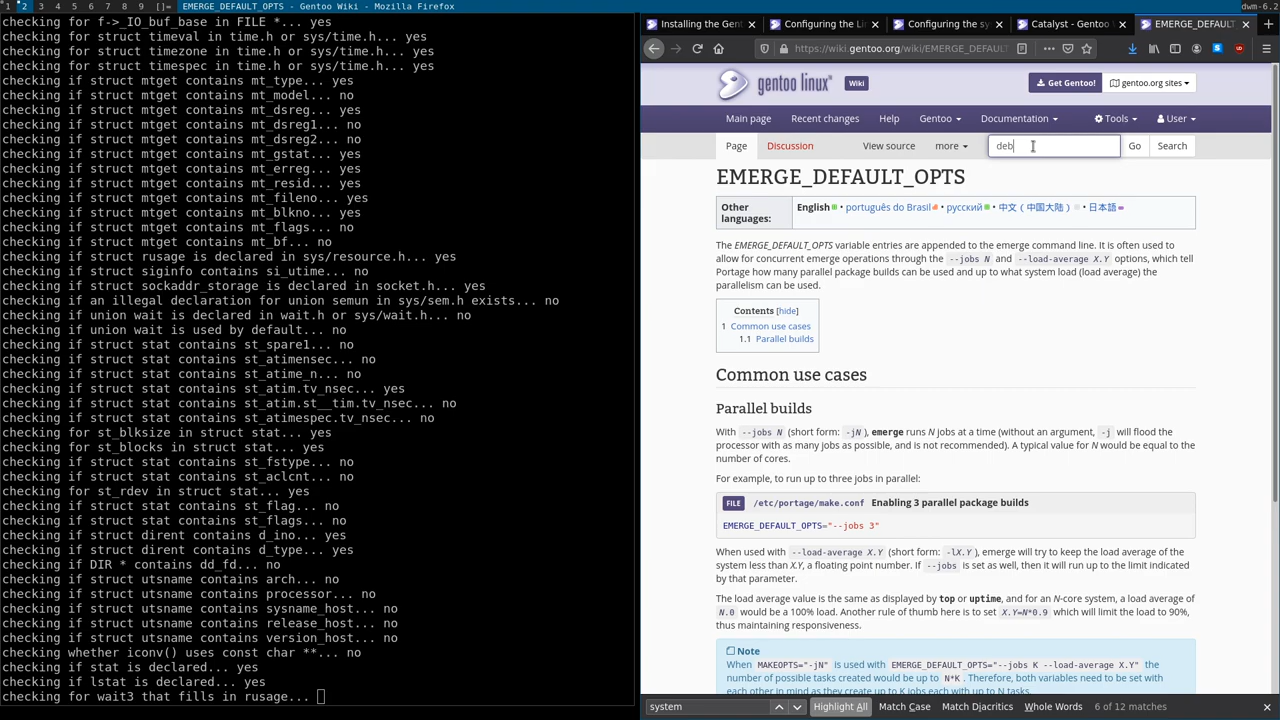 1 2 3 4 5 6 7 8 9 []= EMERGE_DEFAULT_OPTS - Gentoo Wiki - Mozilla Firefox dwm-6.2
checking for f->_IO_buf_base in FILE *... yes
checking for struct timeval in time.h or sys/time.h... yes
checking for struct timezone in time.h or sys/time.h... yes
checking for struct timespec in time.h or sys/time.h... yes
checking if struct mtget contains mt_type... yes
checking if struct mtget contains mt_model... no
checking if struct mtget contains mt_dsreg... yes
checking if struct mtget contains mt_dsreg1... no
checking if struct mtget contains mt_dsreg2... no
checking if struct mtget contains mt_gstat... yes
checking if struct mtget contains mt_erreg... yes
checking if struct mtget contains mt_resid... yes
checking if struct mtget contains mt_fileno... yes
checking if struct mtget contains mt_blkno... yes
checking if struct mtget contains mt_flags... no
checking if struct mtget contains mt_bf... no
checking if struct rusage is declared in sys/resource.h... yes
checking if struct siginfo contains si_utime... no
checking if struct sockaddr_storage is declared in socket.h... yes
checking if an illegal declaration for union semun in sys/sem.h exists... no
checking if union wait is declared in wait.h or sys/wait.h... no
checking if union wait is used by default... no
checking if struct stat contains st_spare1... no
checking if struct stat contains st_atimensec... no
checking if struct stat contains st_atime_n... no
checking if struct stat contains st_atim.tv_nsec... yes
checking if struct stat contains st_atim.st__tim.tv_nsec... no
checking if struct stat contains st_atimespec.tv_nsec... no
checking for st_blksize in struct stat... yes
checking for st_blocks in struct stat... yes
checking if struct stat contains st_fstype... no
checking if struct stat contains st_aclcnt... no
checking for st_rdev in struct stat... yes
checking if struct stat contains st_flag... no
checking if struct stat contains st_flags... no
checking if struct dirent contains d_ino... yes
checking if struct dirent contains d_type... yes
checking if DIR * contains dd_fd... no
checking if struct utsname contains arch... no
checking if struct utsname contains processor... no
checking if struct utsname contains sysname_host... no
checking if struct utsname contains release_host... no
checking if struct utsname contains version_host... no
checking whether iconv() uses const char **... no
checking if stat is declared... yes
checking if lstat is declared... yes
checking for wait3 that fills in rusage...
Installing the Gent Configuring the Lin Configuring the sys Catalyst - Gentoo W EMERGE_DEFAULT
https://wiki.gentoo.org/wiki/EMERGE_DEFAUL
gentoo linux Wiki Get Gentoo! gentoo.org sites
Main page Recent changes Help Gentoo Documentation Tools User
Page Discussion View source more deb Go Search
EMERGE_DEFAULT_OPTS
Other languages: English • português do Brasil • русский • 中文（中国大陆） • 日本語
The EMERGE_DEFAULT_OPTS variable entries are appended to the emerge command line. It is often used to
allow for concurrent emerge operations through the --jobs N and --load-average X.Y options, which tell
Portage how many parallel package builds can be used and up to what system load (load average) the
parallelism can be used.
Contents [hide]
1 Common use cases
1.1 Parallel builds
Common use cases
Parallel builds
With --jobs N (short form: -jN), emerge runs N jobs at a time (without an argument, -j will flood the
processor with as many jobs as possible, and is not recommended). A typical value for N would be equal to the
number of cores.
For example, to run up to three jobs in parallel:
FILE /etc/portage/make.conf Enabling 3 parallel package builds
EMERGE_DEFAULT_OPTS="--jobs 3"
When used with --load-average X.Y (short form: -lX.Y), emerge will try to keep the load average of the
system less than X.Y, a floating point number. If --jobs is set as well, then it will run up to the limit indicated
by that parameter.
The load average value is the same as displayed by top or uptime, and for an N-core system, a load average of
N.0 would be a 100% load. Another rule of thumb here is to set X.Y=N*0.9 which will limit the load to 90%,
thus maintaining responsiveness.
Note
When MAKEOPTS="-jN" is used with EMERGE_DEFAULT_OPTS="--jobs K --load-average X.Y" the
number of possible tasks created would be up to N*K. Therefore, both variables need to be set with
each other in mind as they create up to K jobs each with up to N tasks.
system Highlight All Match Case Match Diacritics Whole Words 6 of 12 matches